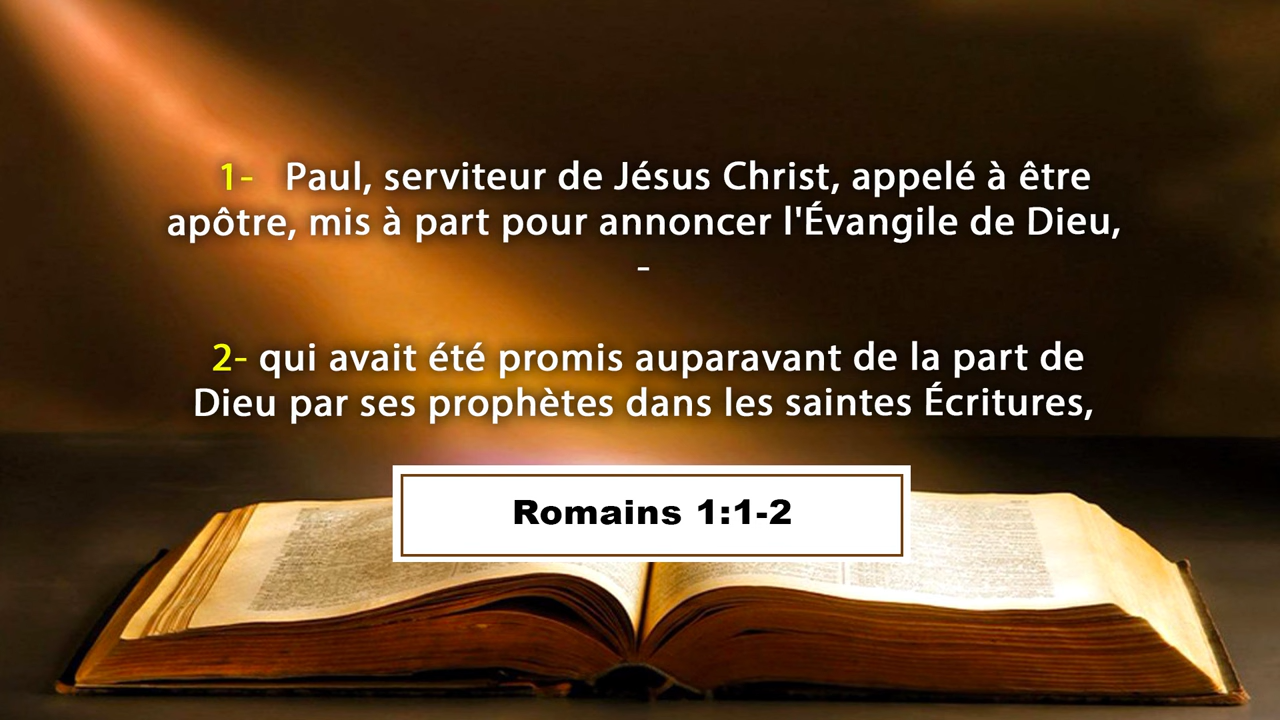 1- Paul, serviteur de Jésus Christ, appelé à être
apôtre, mis à part pour annoncer l'Évangile de Dieu,
-
2- qui avait été promis auparavant de la part de
Dieu par ses prophètes dans les saintes Écritures,
Romains 1:1-2